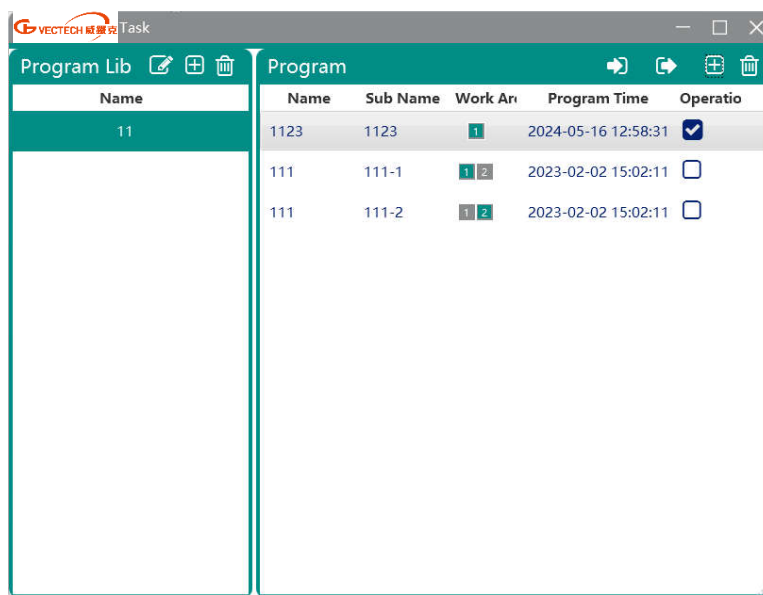 VECTECH 威鐵克 Task
Program Lib
Name
11
Program
Name Sub Name Work Are Program Time Operatio
1123 1123 1 2024-05-16 12:58:31
111 111-1 1 2 2023-02-02 15:02:11
111 111-2 1 2 2023-02-02 15:02:11